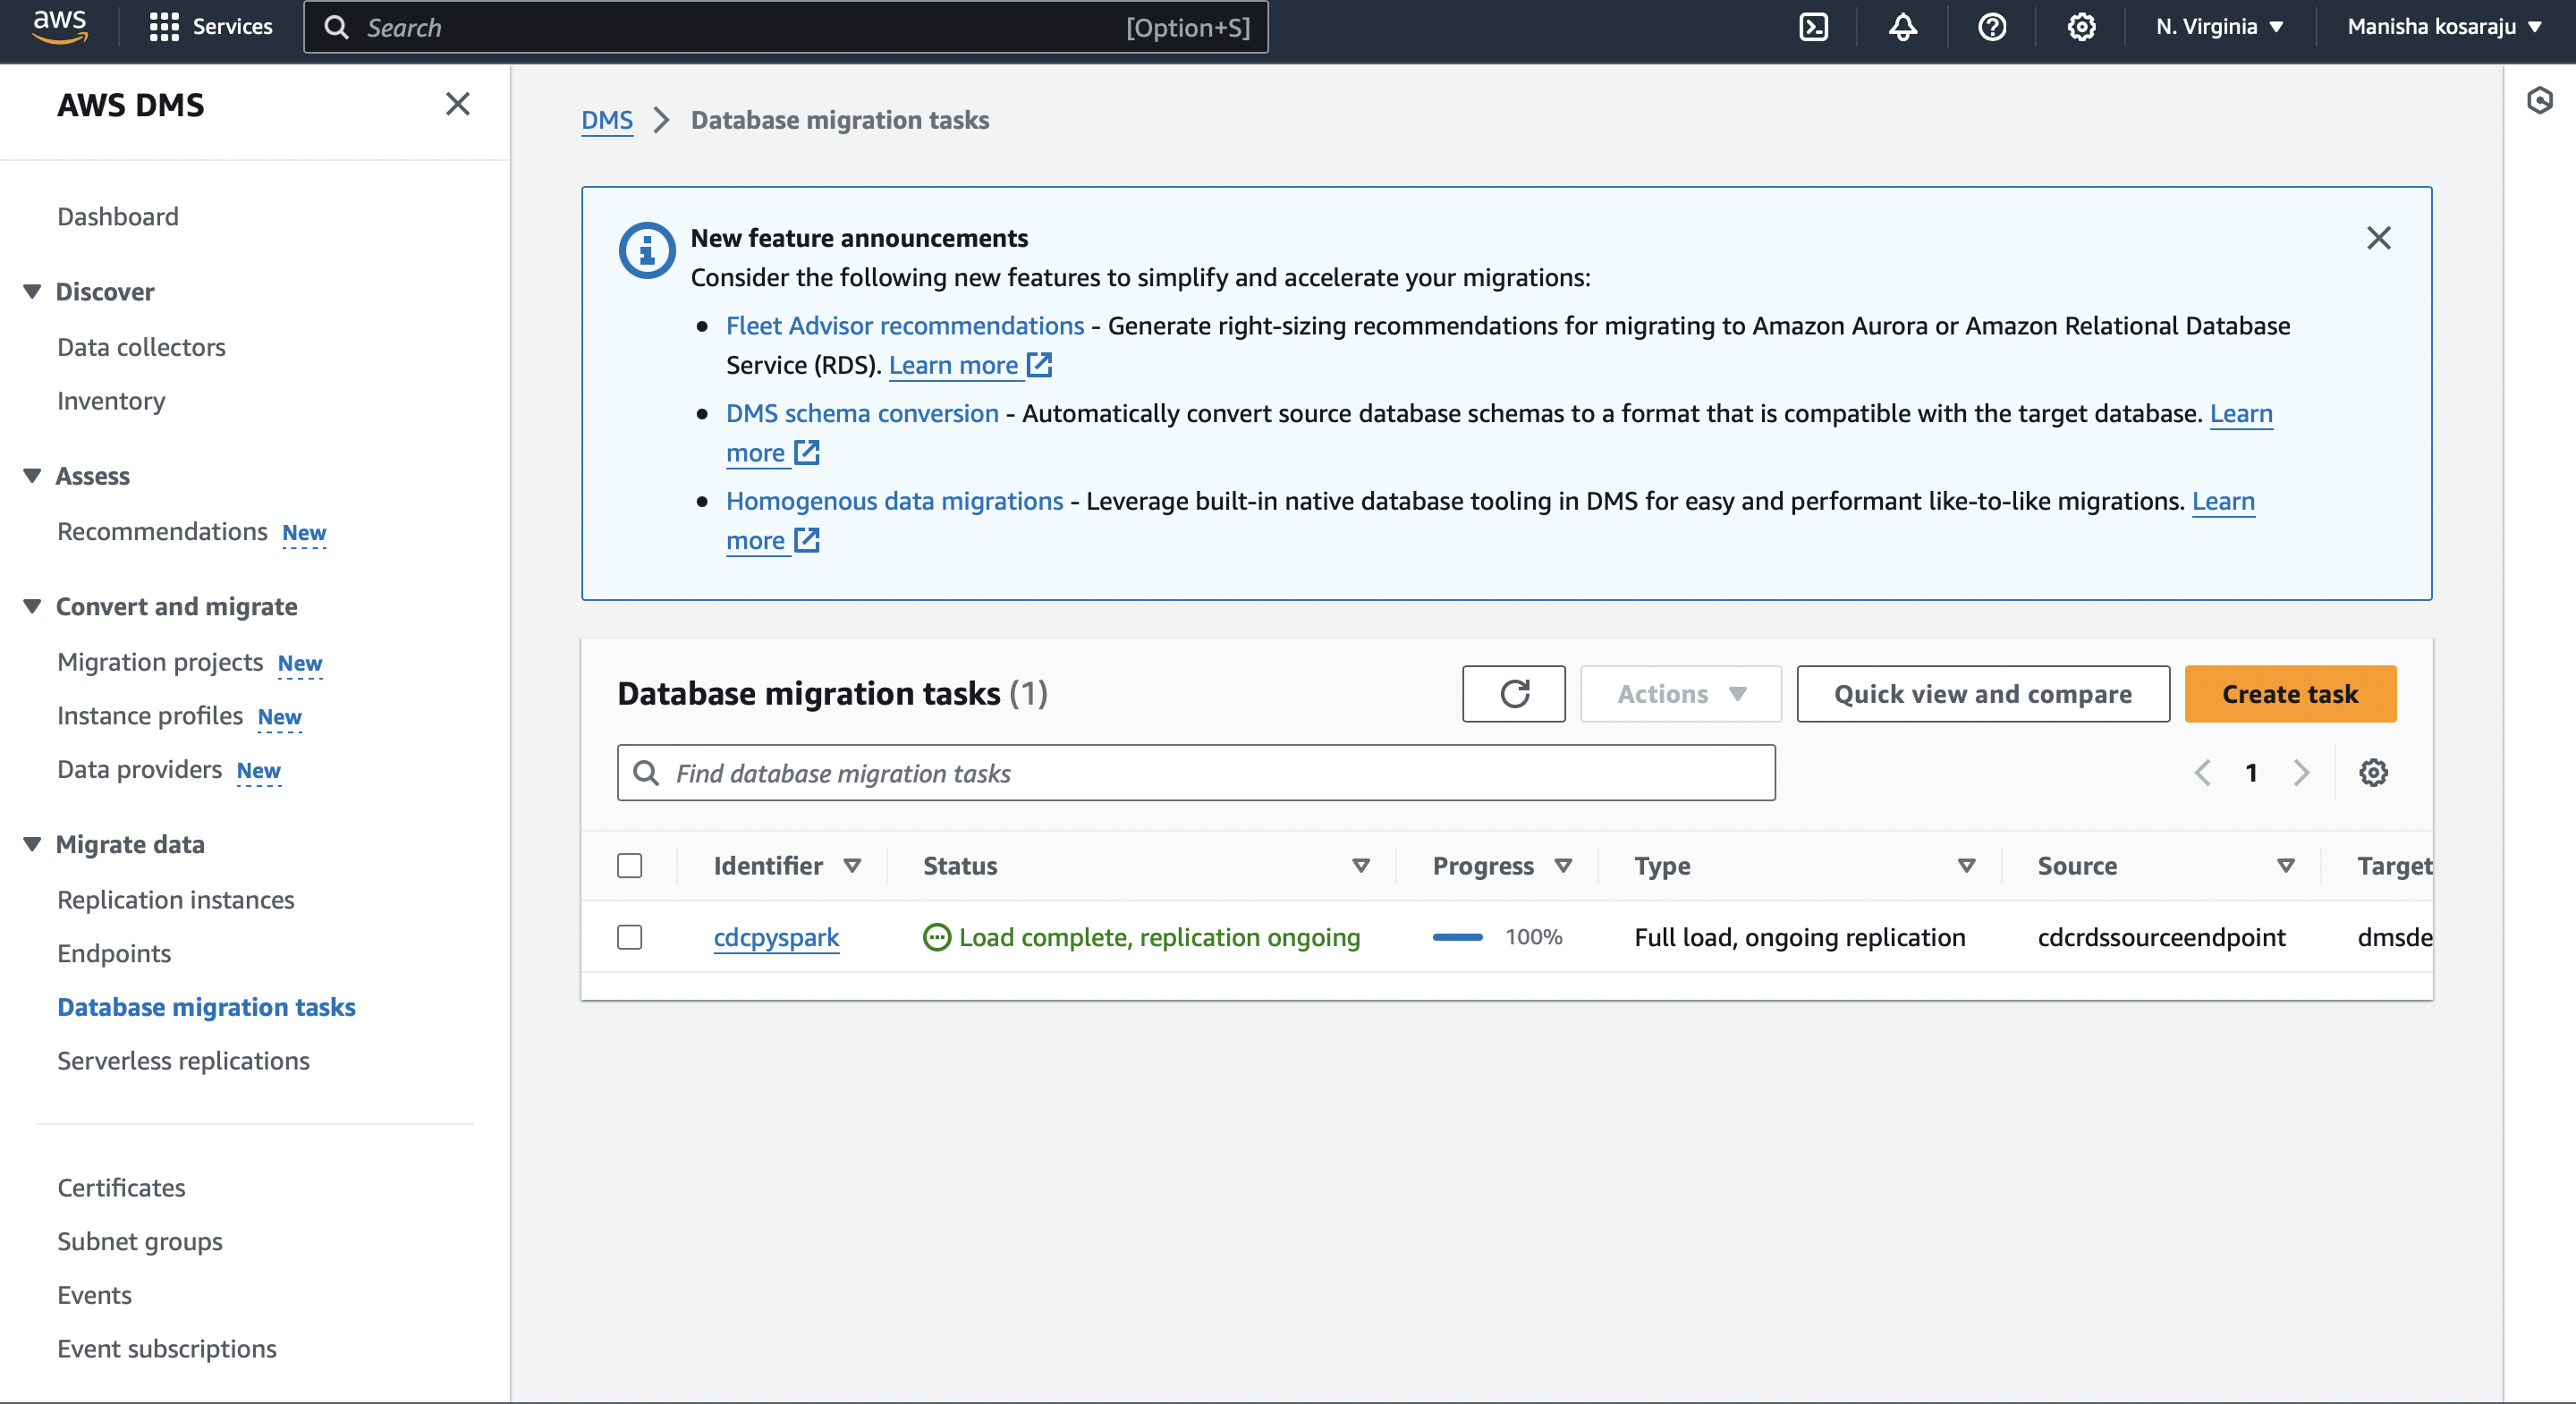 aws
Services
Search
[Option+S]
N. Virginia
Manisha kosaraju
AWS DMS
Dashboard
Discover
Data collectors
Inventory
Assess
Recommendations New
Convert and migrate
Migration projects New
Instance profiles New
Data providers New
Migrate data
Replication instances
Endpoints
Database migration tasks
Serverless replications
Certificates
Subnet groups
Events
Event subscriptions
DMS
Database migration tasks
New feature announcements
Consider the following new features to simplify and accelerate your migrations:
Fleet Advisor recommendations - Generate right-sizing recommendations for migrating to Amazon Aurora or Amazon Relational Database
Service (RDS). Learn more
DMS schema conversion - Automatically convert source database schemas to a format that is compatible with the target database. Learn
more
Homogenous data migrations - Leverage built-in native database tooling in DMS for easy and performant like-to-like migrations. Learn
more
Database migration tasks (1)
Actions
Quick view and compare
Create task
Find database migration tasks
1
Identifier Status Progress Type Source Target
cdcpyspark Load complete, replication ongoing 100% Full load, ongoing replication cdcrdssourceendpoint dmsde